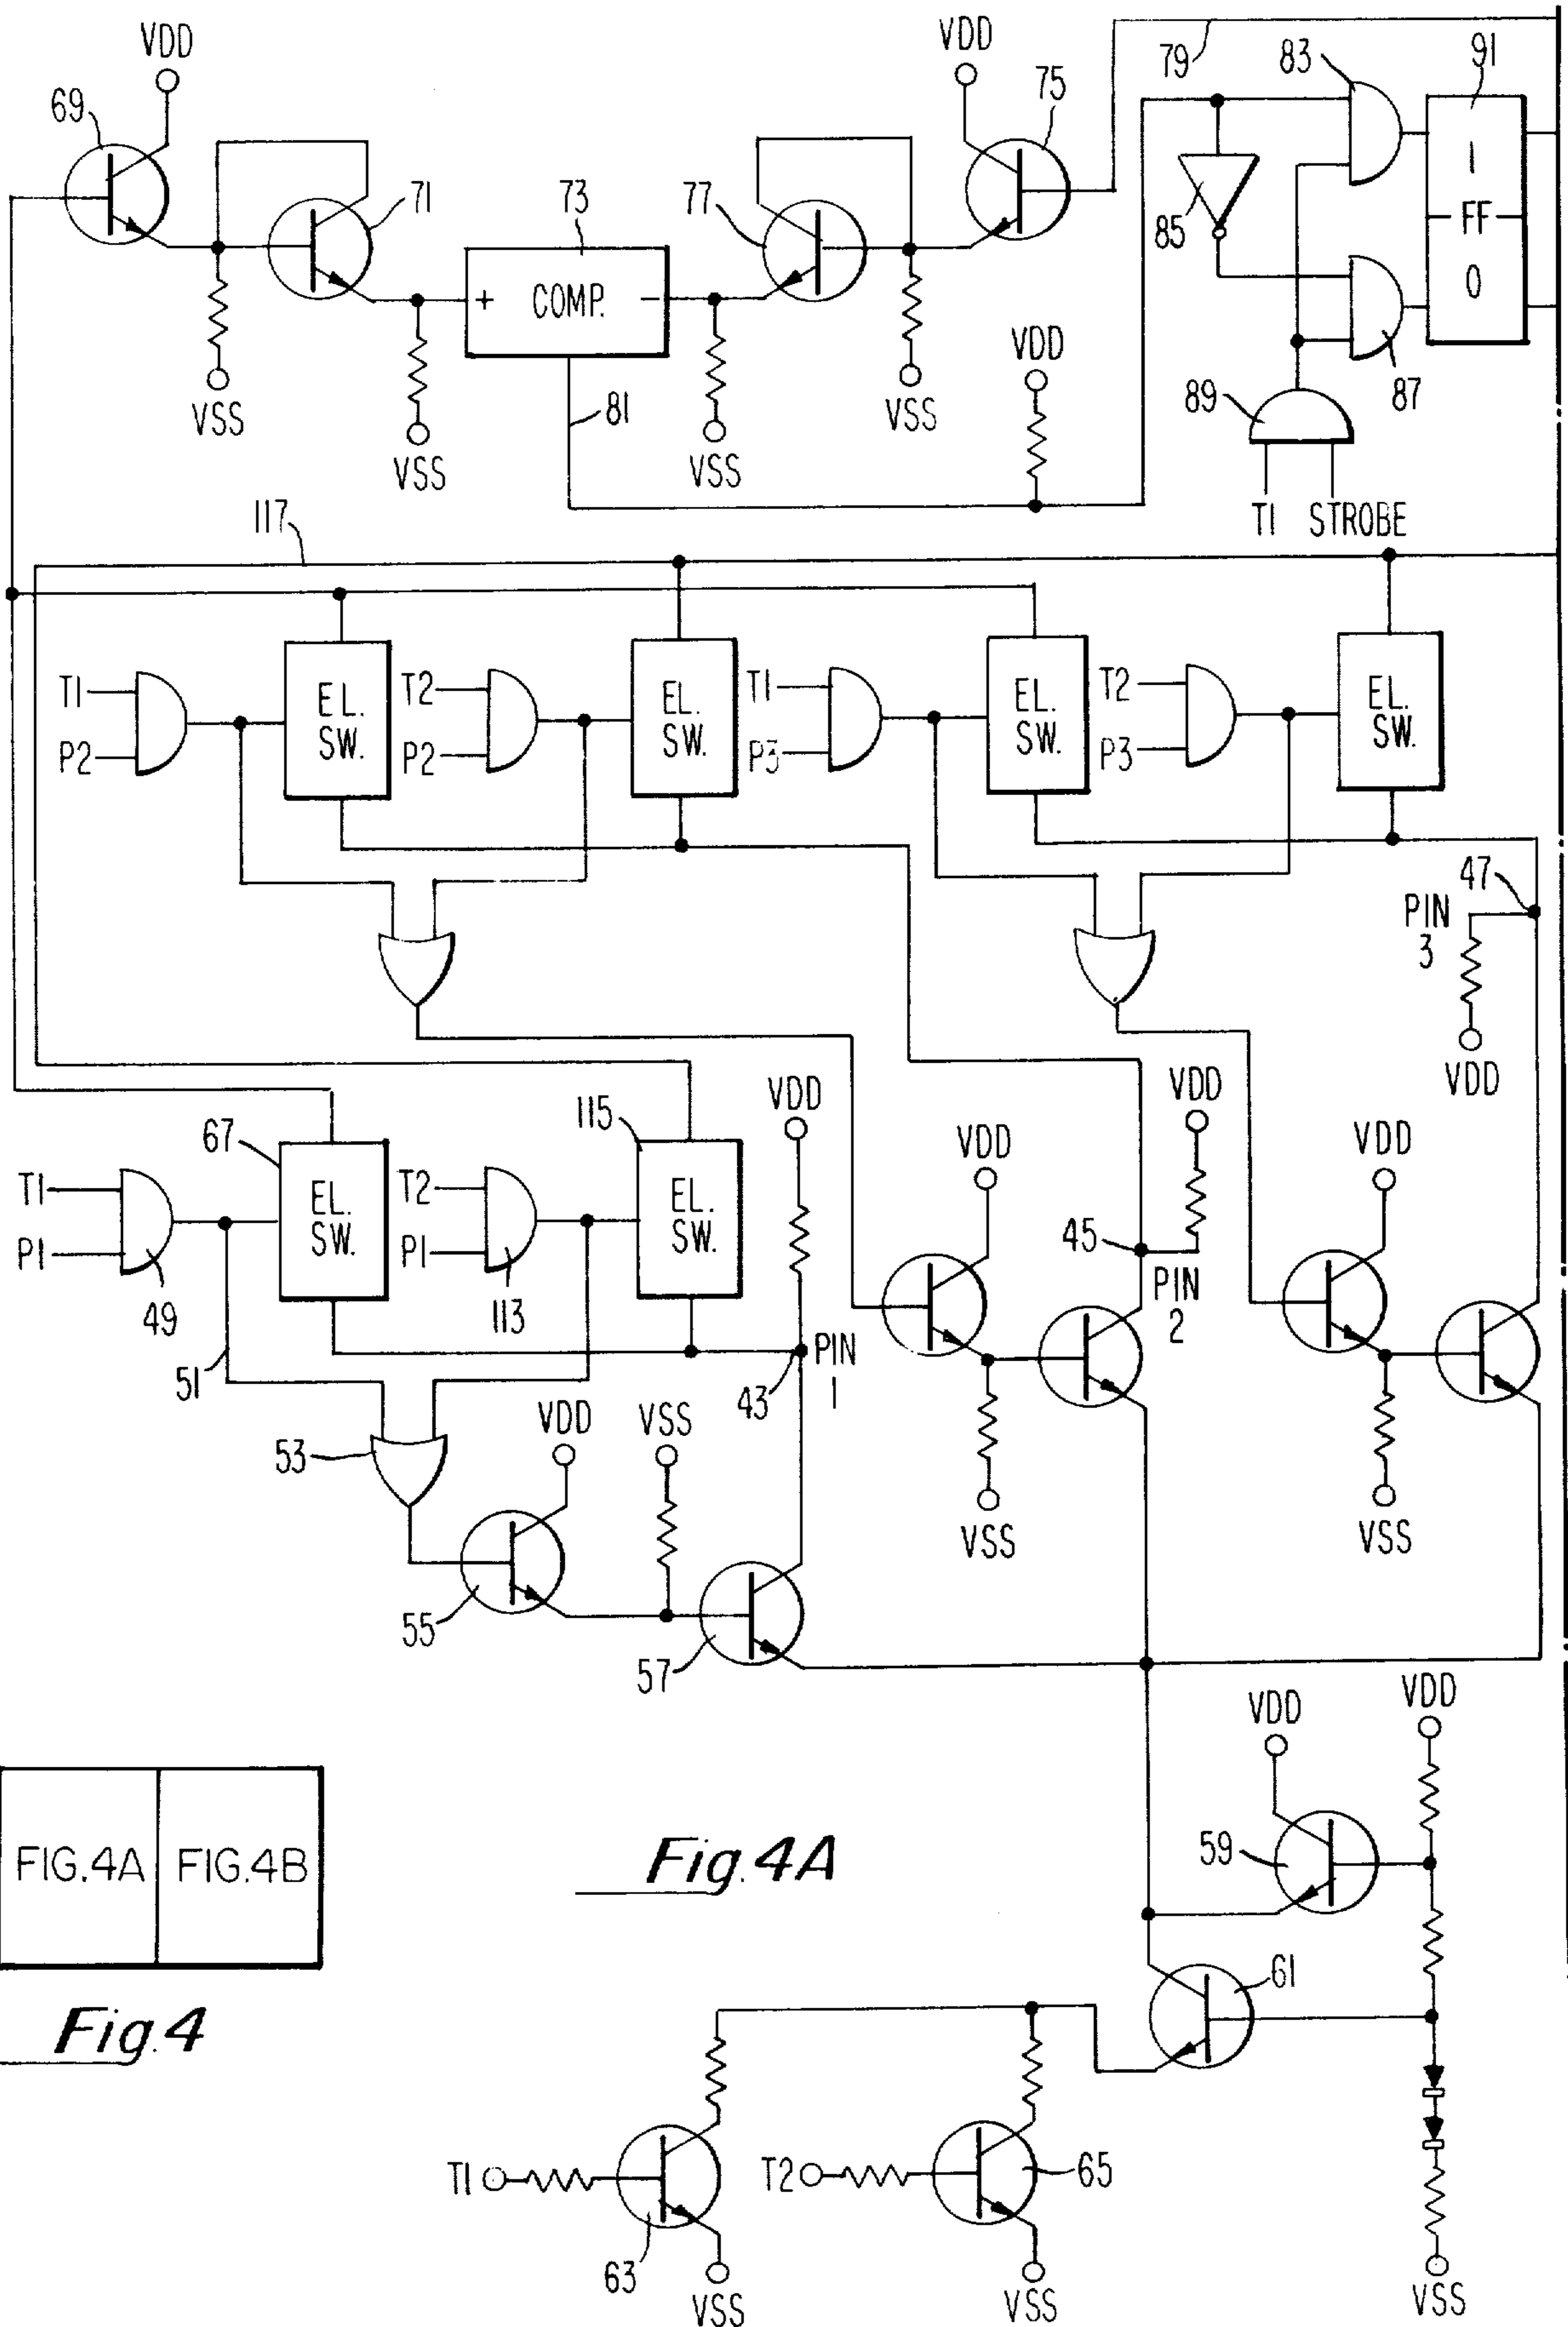 VDD
VDD
79
83
91
69
75
71
73
77
1
FF
0
85
+ COMP. -
VDD
87
89
VSS
VSS
81
VSS
VSS
T1 STROBE
117
T1
P2
EL.
SW.
T2
P2
EL.
SW.
T1
P3
EL.
SW.
T2
P3
EL.
SW.
47
PIN
3
VDD
VDD
115
VDD
67
VDD
VDD
T1
P1
EL.
SW.
T2
P1
EL.
SW.
45
PIN
2
49
113
51
43
PIN
1
VDD
VSS
53
VSS
VSS
55
57
VDD
VDD
FIG.4A
FIG.4B
Fig.4A
59
61
Fig.4
T1
T2
65
63
VSS
VSS
VSS